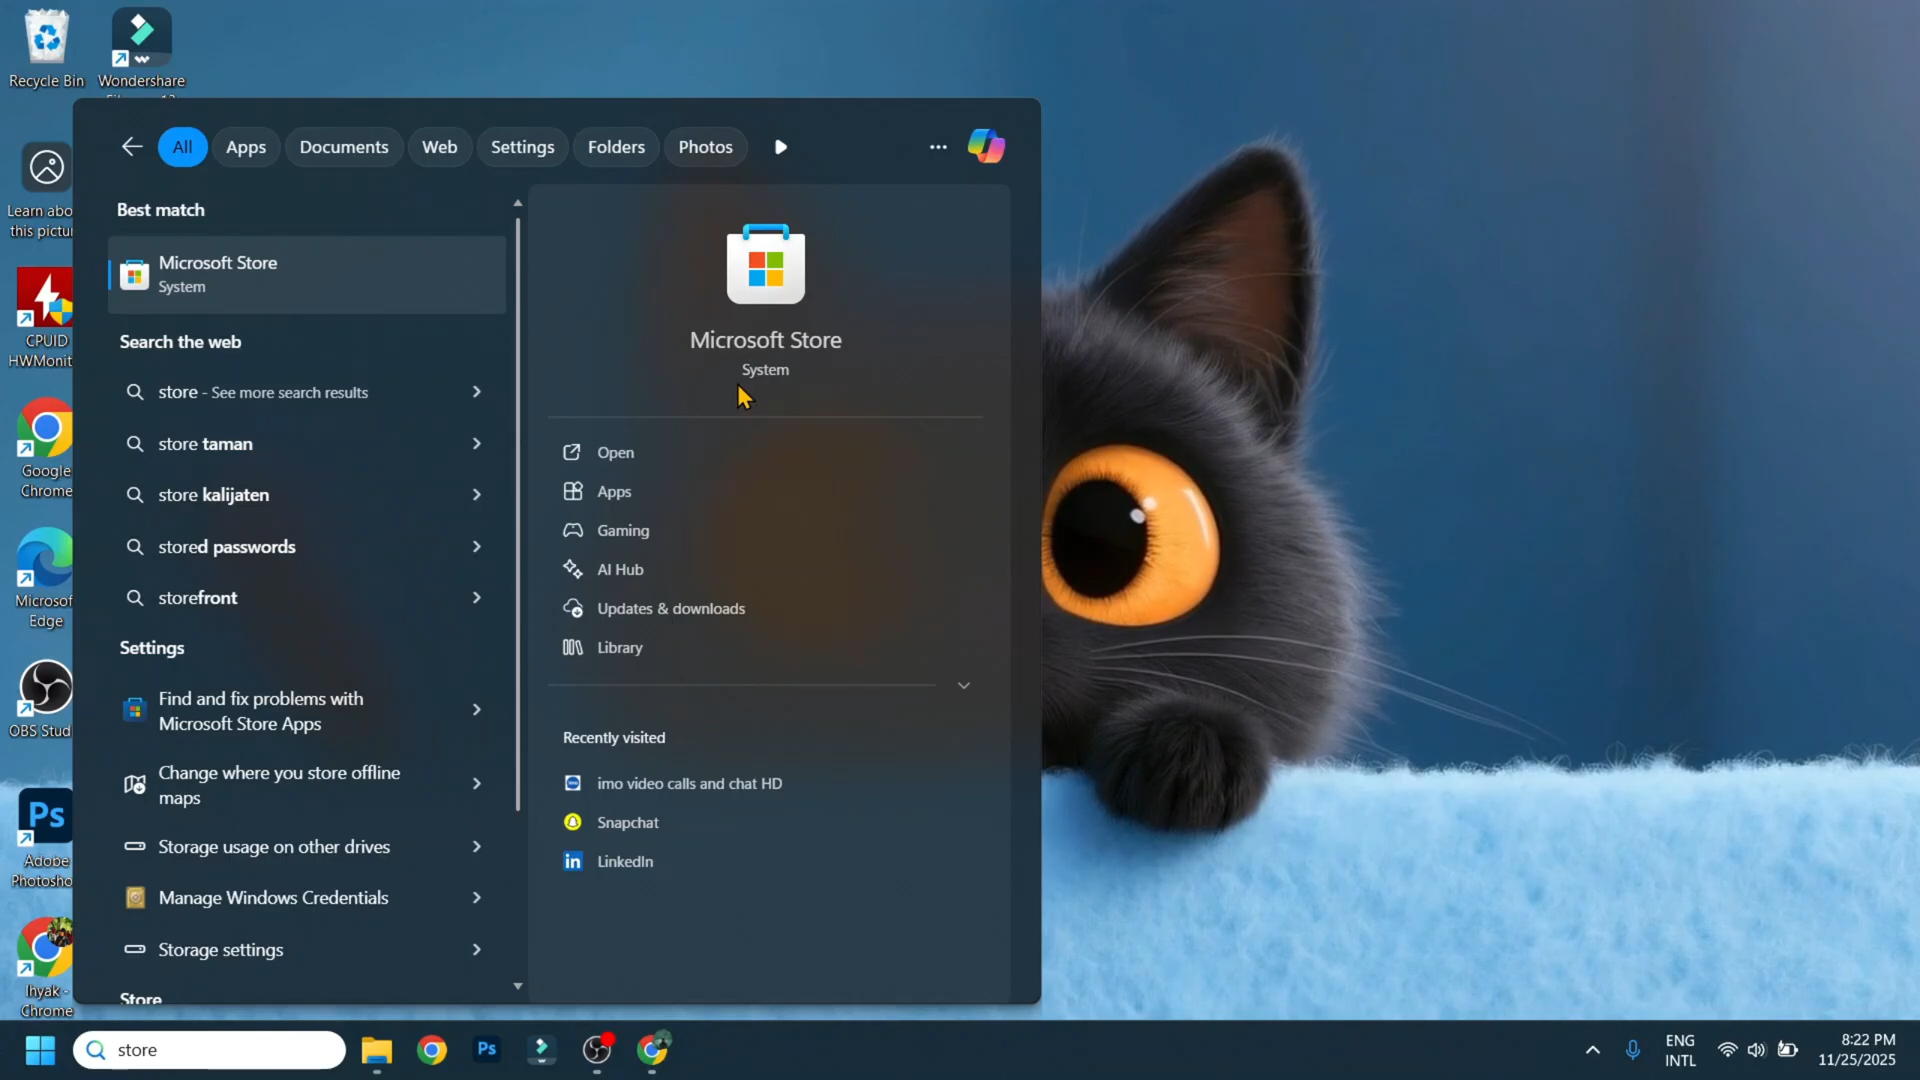 Recycle Bin
Wondershare
Learn abo
this pictu
CPUID
HWMonit
Google
Chrome
Microsof
Edge
OBS Stud
Ps
Adobe
Photosho
Ihyak -
Chrome
All
Apps
Documents
Web
Settings
Folders
Photos
Best match
Microsoft Store
System
Search the web
store - See more search results
store taman
store kalijaten
stored passwords
storefront
Settings
Find and fix problems with
Microsoft Store Apps
Change where you store offline
maps
Storage usage on other drives
Manage Windows Credentials
Storage settings
Store
Microsoft Store
System
Open
Apps
Gaming
AI Hub
Updates & downloads
Library
Recently visited
imo video calls and chat HD
Snapchat
in
LinkedIn
store
Ps
ENG
INTL
8:22 PM
11/25/2025